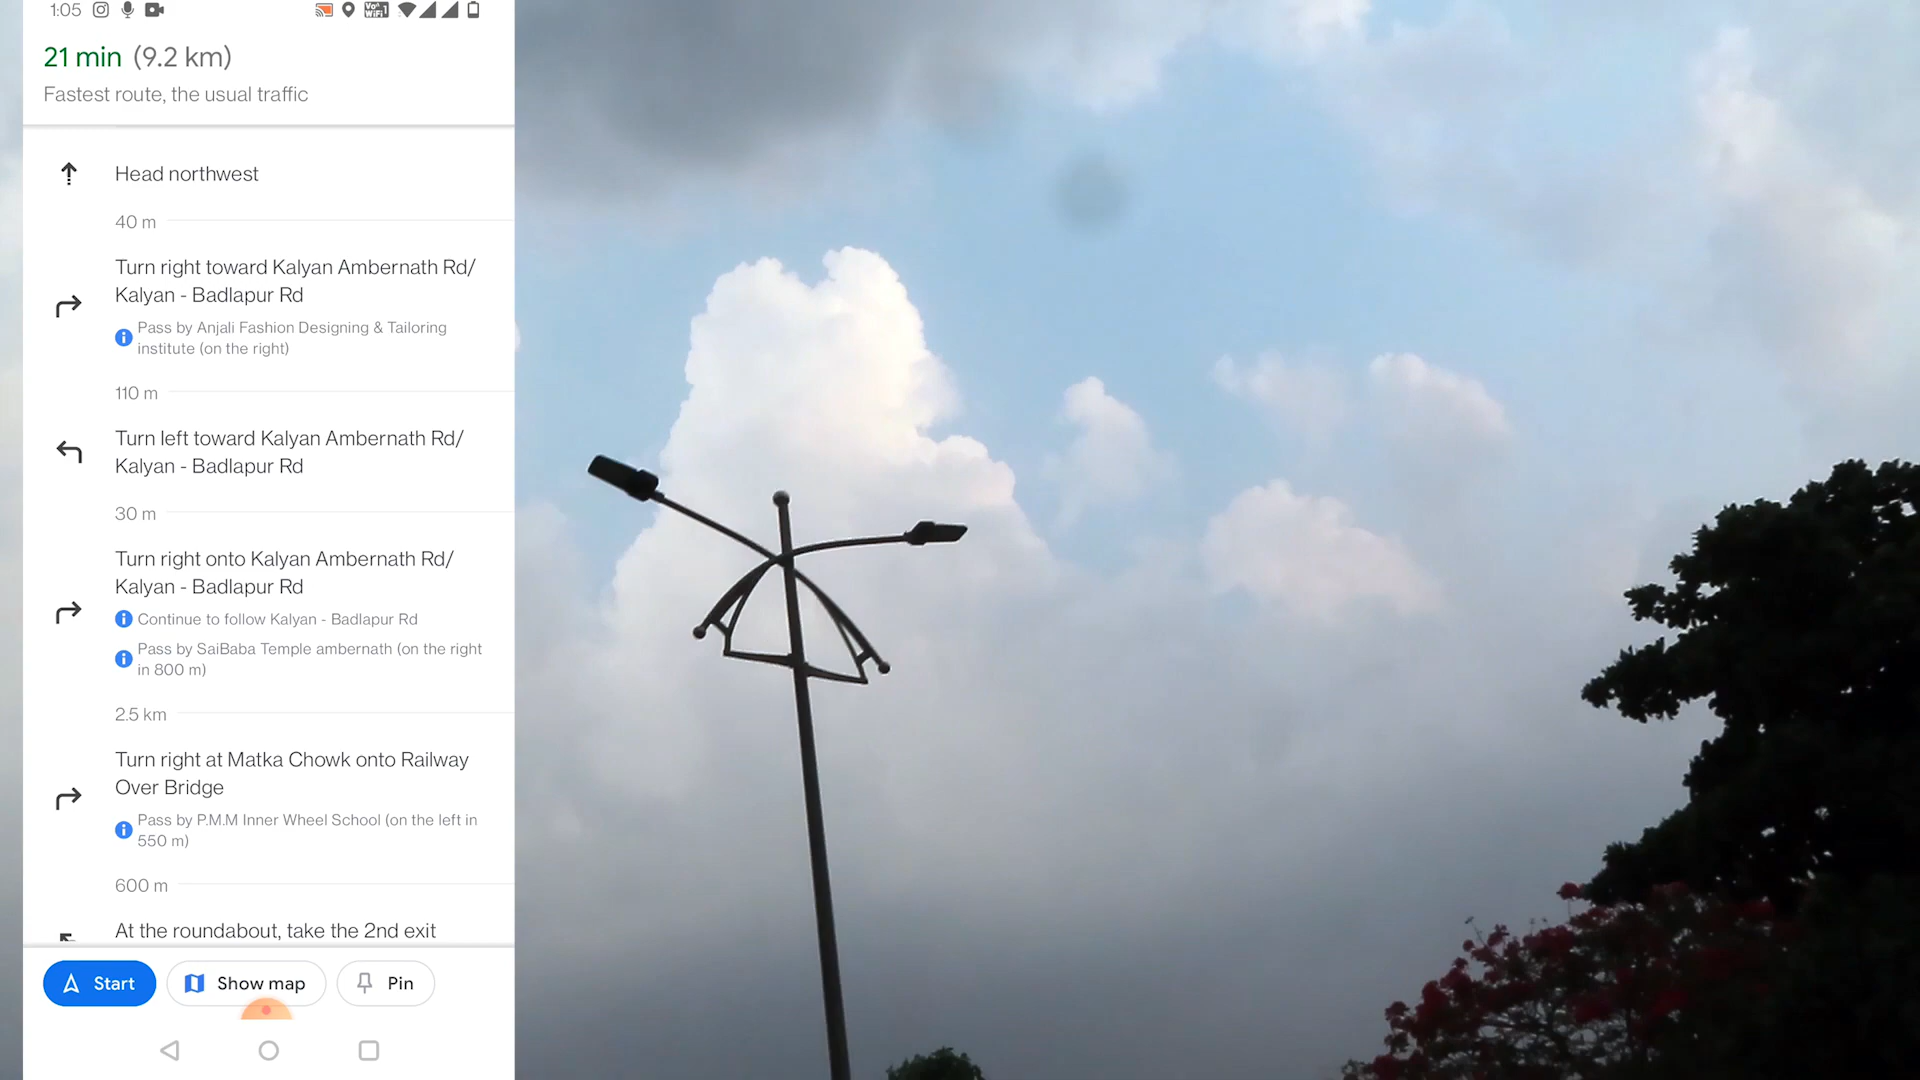 1:05
Vo WiFi 1
21 min (9.2 km)
Fastest route, the usual traffic
Head northwest
40 m
Turn right toward Kalyan Ambernath Rd/
Kalyan - Badlapur Rd
Pass by Anjali Fashion Designing & Tailoring
institute (on the right)
110 m
Turn left toward Kalyan Ambernath Rd/
Kalyan - Badlapur Rd
30 m
Turn right onto Kalyan Ambernath Rd/
Kalyan - Badlapur Rd
Continue to follow Kalyan - Badlapur Rd
Pass by SaiBaba Temple ambernath (on the right
in 800 m)
2.5 km
Turn right at Matka Chowk onto Railway
Over Bridge
Pass by P.M.M Inner Wheel School (on the left in
550 m)
600 m
At the roundabout, take the 2nd exit
Start
Show map
Pin